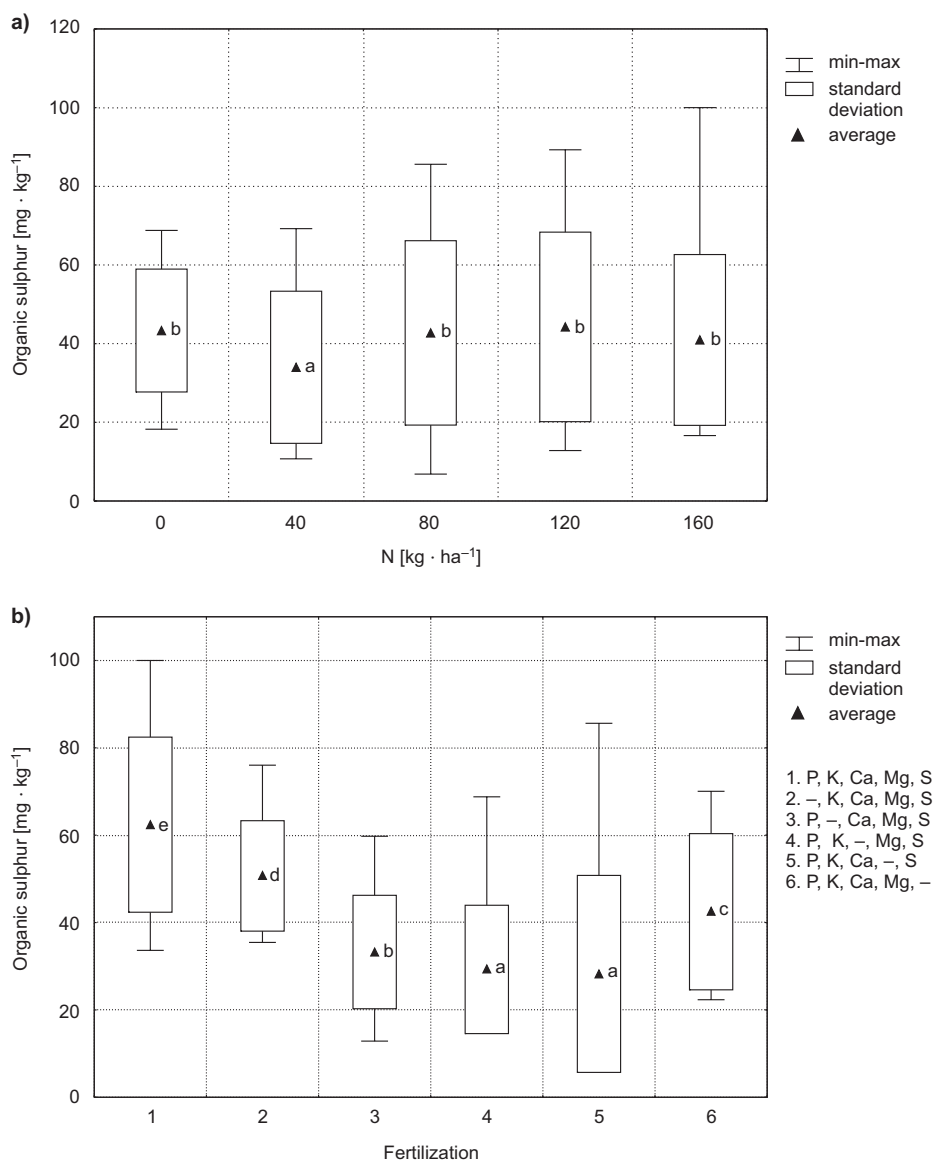 a)
120
100
80
60
40
20
0
Organic sulphur [mg · kg⁻¹]
b
a
b
b
b
0 40 80 120 160
N [kg · ha⁻¹]
min-max
standard
deviation
average
b)
100
80
60
40
20
0
Organic sulphur [mg · kg⁻¹]
e
d
b
a
a
c
1 2 3 4 5 6
Fertilization
min-max
standard
deviation
average
1. P, K, Ca, Mg, S
2. –, K, Ca, Mg, S
3. P, –, Ca, Mg, S
4. P, K, –, Mg, S
5. P, K, Ca, –, S
6. P, K, Ca, Mg, –